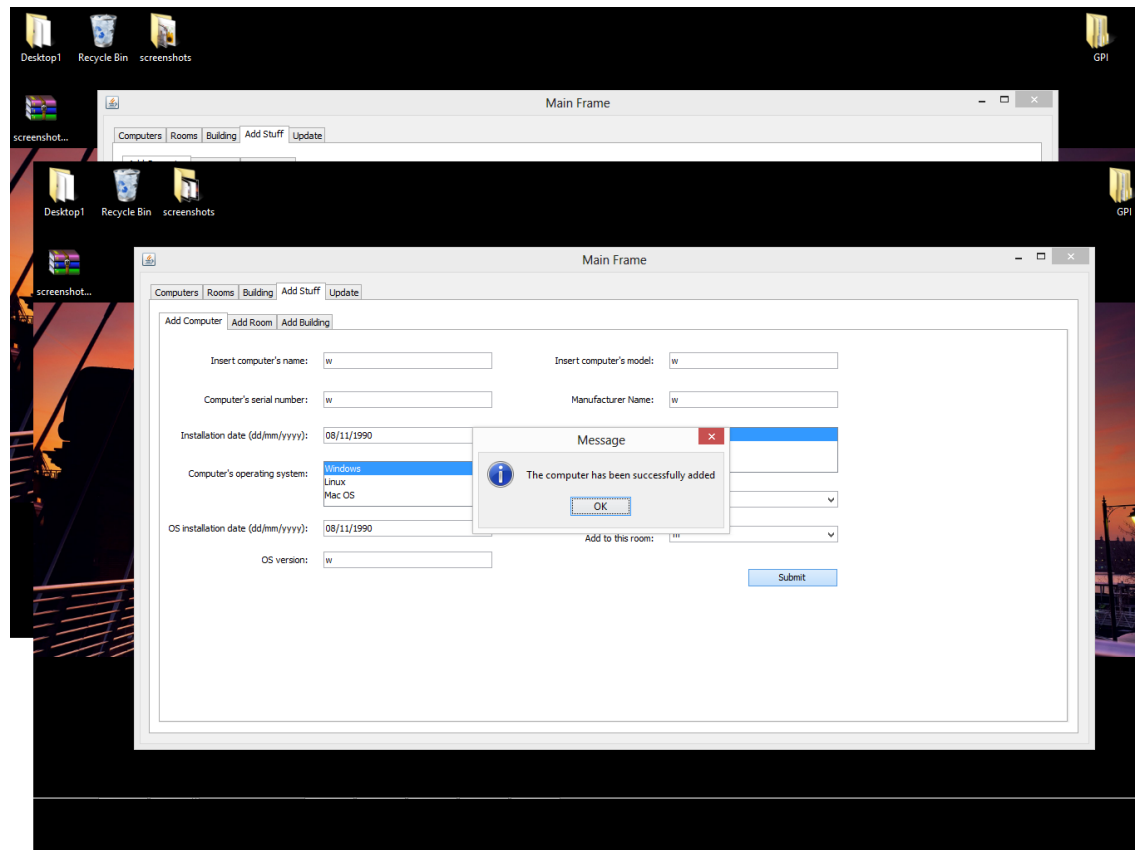 Desktop1 Recycle Bin screenshots GPI
screenshot...
Main Frame
Computers Rooms Building Add Stuff Update
Desktop1 Recycle Bin screenshots GPI
screenshot...
Main Frame
Computers Rooms Building Add Stuff Update
Add Computer Add Room Add Building
Insert computer's name: w Insert computer's model: w
Computer's serial number: w Manufacturer Name: w
Installation date (dd/mm/yyyy): 08/11/1990
Message
Computer's operating system: Windows
Linux
Mac OS
The computer has been successfully added
OK
OS installation date (dd/mm/yyyy): 08/11/1990
Add to this room:
OS version: w
Submit